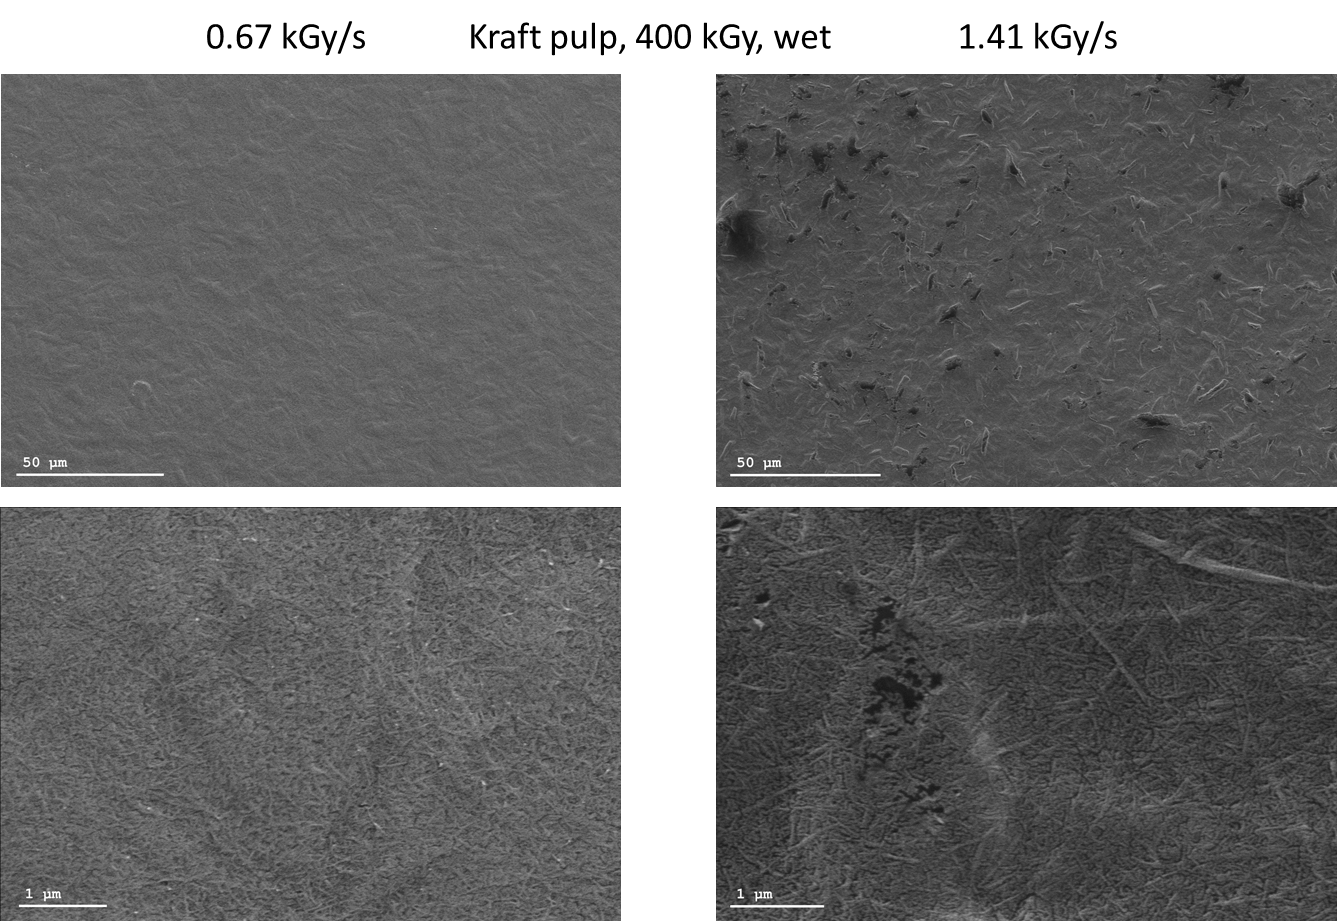 0.67 kGy/s Kraft pulp, 400 kGy, wet 1.41 kGy/s
50 µm 50 µm
1 µm 1 µm